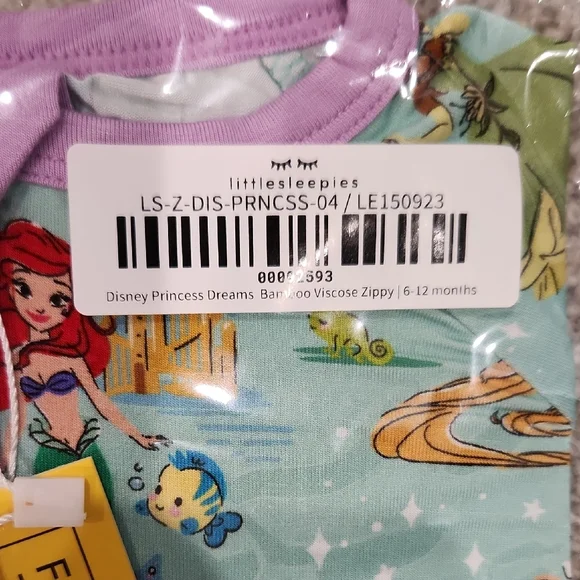 littlesleepies
LS-Z-DIS-PRNCSS-04 / LE150923
Disney Princess Dreams Bamboo Viscose Zippy | 6-12 months